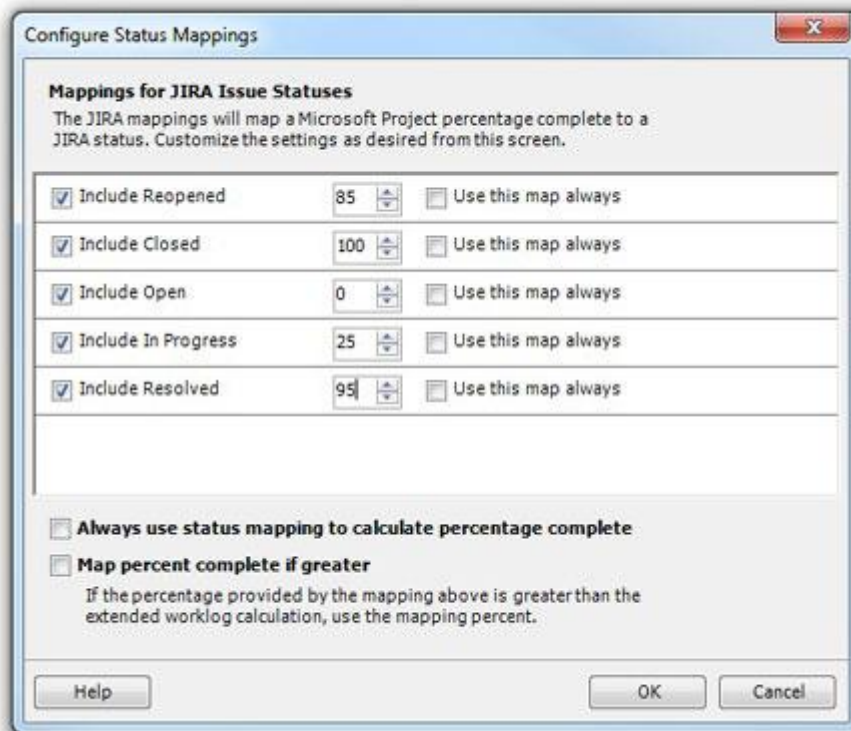 Configure Status Mappings
Mappings for JIRA Issue Statuses
The JIRA mappings will map a Microsoft Project percentage complete to a
JIRA status. Customize the settings as desired from this screen.
Include Reopened 85 Use this map always
Include Closed 100 Use this map always
Include Open 0 Use this map always
Include In Progress 25 Use this map always
Include Resolved 95 Use this map always
Always use status mapping to calculate percentage complete
Map percent complete if greater
If the percentage provided by the mapping above is greater than the
extended worklog calculation, use the mapping percent.
Help OK Cancel